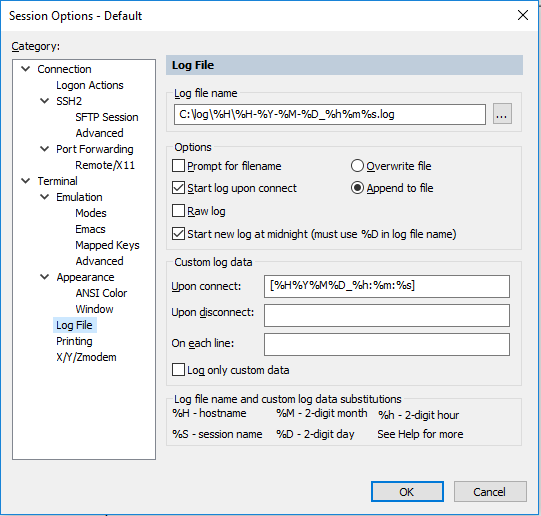 Session Options - Default
Category:
Connection
Logon Actions
SSH2
SFTP Session
Advanced
Port Forwarding
Remote/X11
Terminal
Emulation
Modes
Emacs
Mapped Keys
Advanced
Appearance
ANSI Color
Window
Log File
Printing
X/Y/Zmodem
Log File
Log file name
C:\log\%H\%H-%Y-%M-%D_%h%m%s.log
...
Options
Prompt for filename Overwrite file
Start log upon connect Append to file
Raw log
Start new log at midnight (must use %D in log file name)
Custom log data
Upon connect: [%H%Y%M%D_%h:%m:%s]
Upon disconnect:
On each line:
Log only custom data
Log file name and custom log data substitutions
%H - hostname %M - 2-digit month %h - 2-digit hour
%S - session name %D - 2-digit day See Help for more
OK Cancel